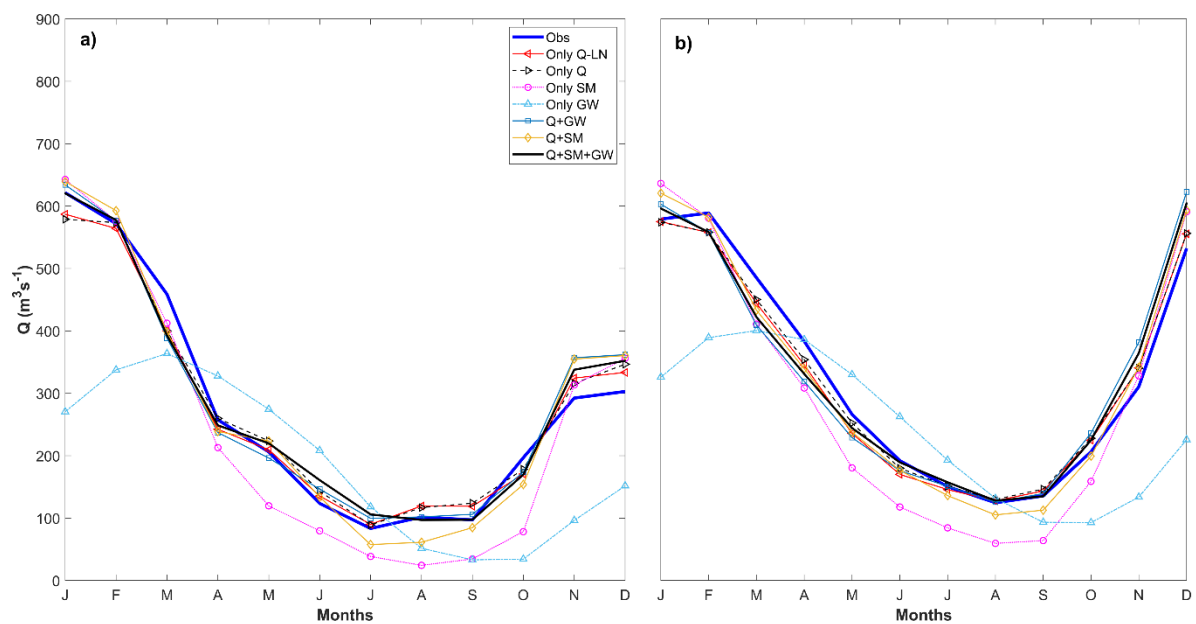 a)
b)
Obs
Only Q-LN
Only Q
Only SM
Only GW
Q+GW
Q+SM
Q+SM+GW
900
800
700
600
500
400
300
200
100
0
Q (m³s⁻¹)
J F M A M J J A S O N D
J F M A M J J A S O N D
Months
Months